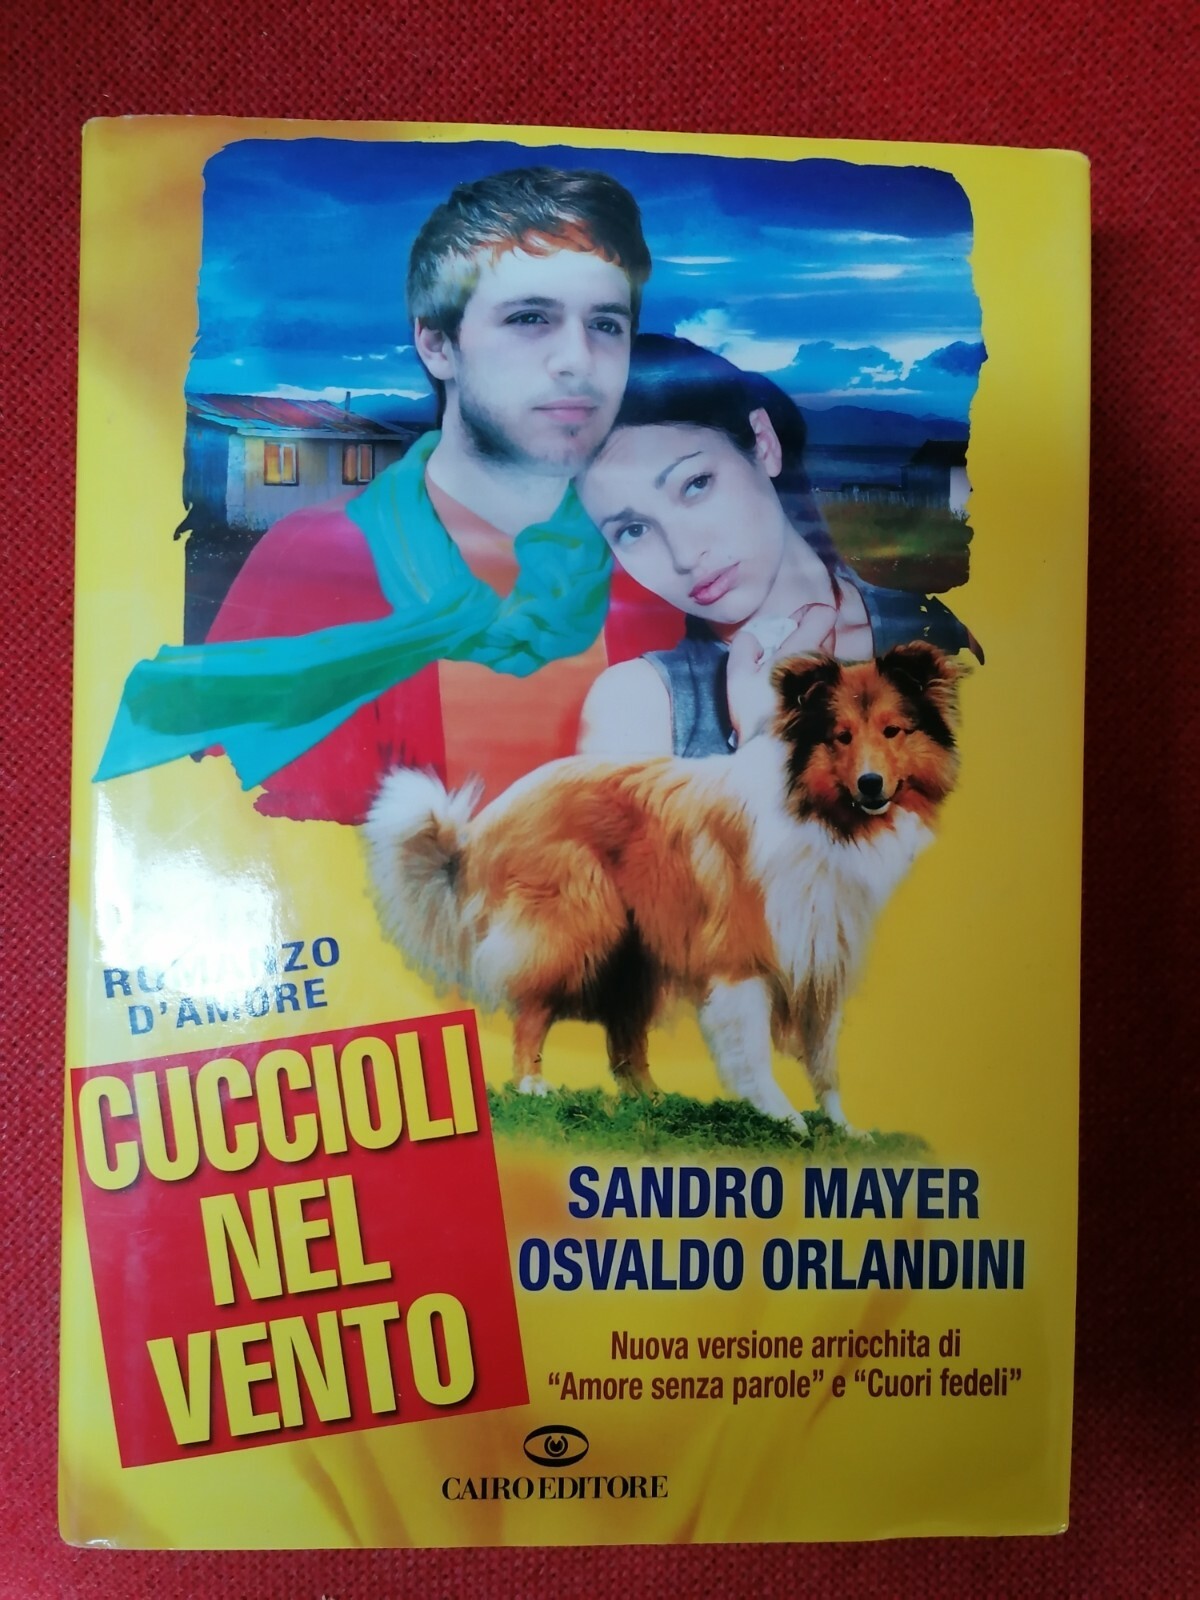 ROMANZO
D'AMORE
CUCCIOLI
NEL
VENTO
SANDRO MAYER
OSVALDO ORLANDINI
Nuova versione arricchita di
"Amore senza parole" e "Cuori fedeli"
CAIRO EDITORE